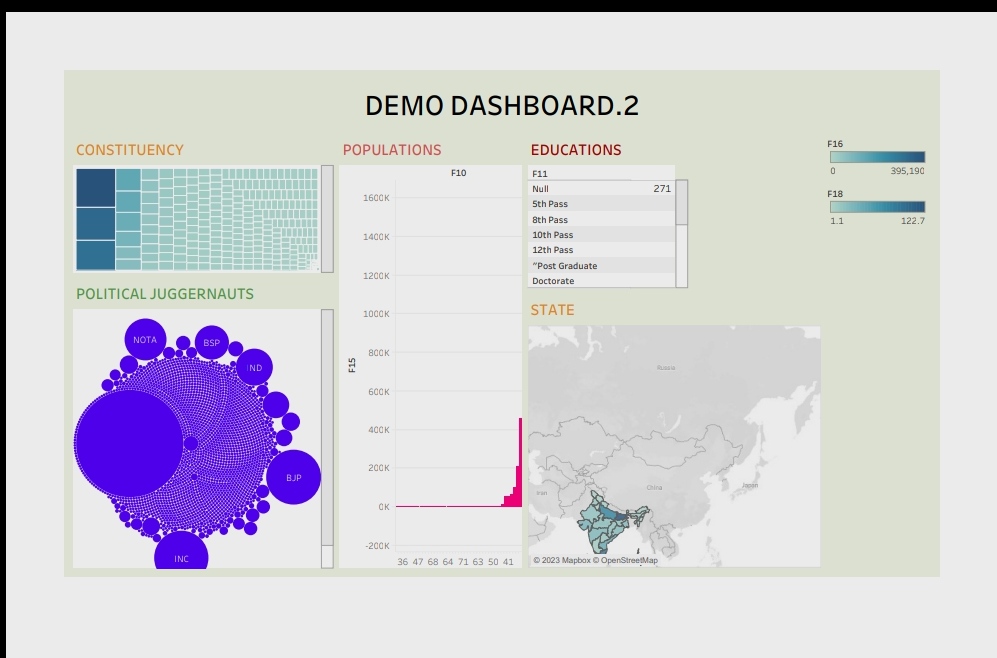 DEMO DASHBOARD.2
CONSTITUENCY
POLITICAL JUGGERNAUTS
NOTA
BSP
IND
BJP
INC
POPULATIONS
F10
F15
1600K
1400K
1200K
1000K
800K
600K
400K
200K
0K
-200K
36 47 68 64 71 63 50 41
EDUCATIONS
F11
Null 271
5th Pass
8th Pass
10th Pass
12th Pass
"Post Graduate
Doctorate
STATE
Russia
China
Japan
Iran
© 2023 Mapbox © OpenStreetMap
F16
0 395,190
F18
1.1 122.7